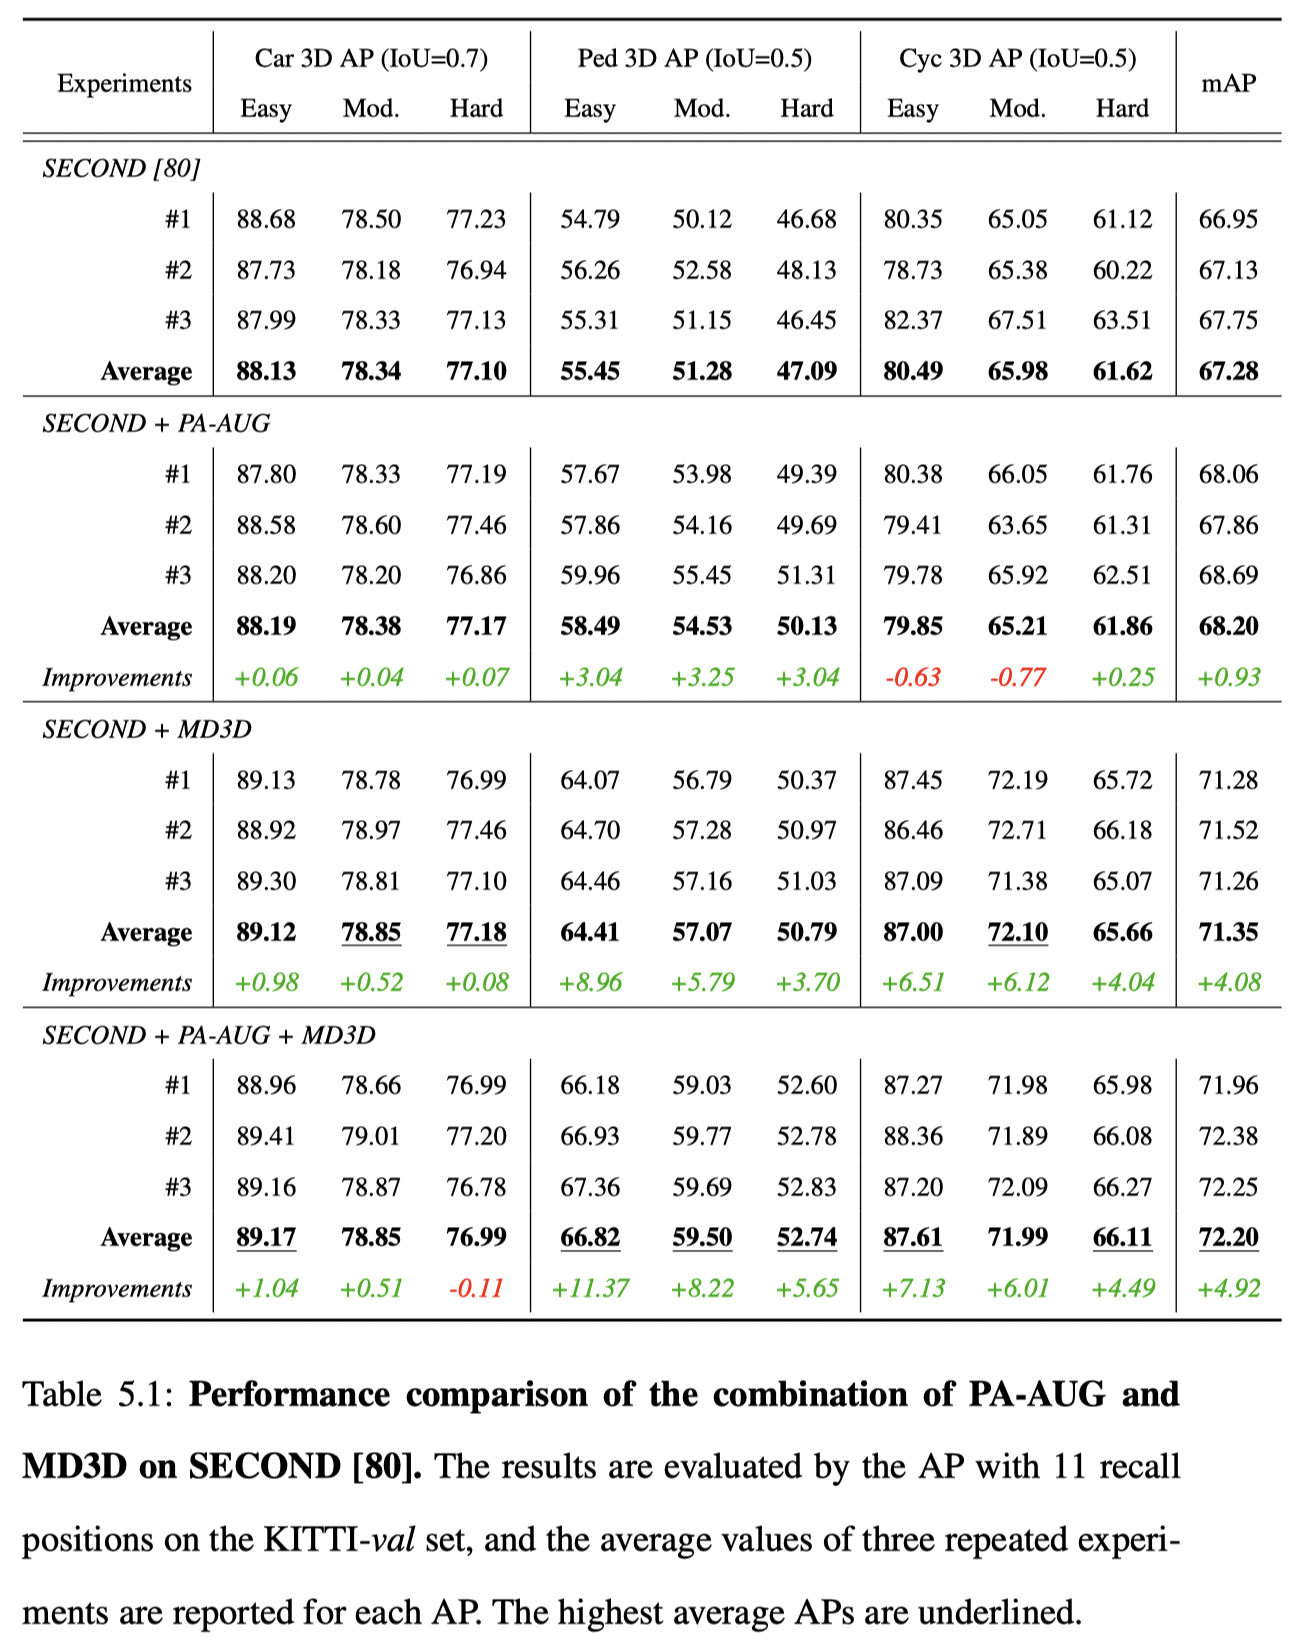 Experiments Car 3D AP (IoU=0.7) Ped 3D AP (IoU=0.5) Cyc 3D AP (IoU=0.5) mAP
Easy Mod. Hard Easy Mod. Hard Easy Mod. Hard
SECOND [80]
#1 88.68 78.50 77.23 54.79 50.12 46.68 80.35 65.05 61.12 66.95
#2 87.73 78.18 76.94 56.26 52.58 48.13 78.73 65.38 60.22 67.13
#3 87.99 78.33 77.13 55.31 51.15 46.45 82.37 67.51 63.51 67.75
Average 88.13 78.34 77.10 55.45 51.28 47.09 80.49 65.98 61.62 67.28
SECOND + PA-AUG
#1 87.80 78.33 77.19 57.67 53.98 49.39 80.38 66.05 61.76 68.06
#2 88.58 78.60 77.46 57.86 54.16 49.69 79.41 63.65 61.31 67.86
#3 88.20 78.20 76.86 59.96 55.45 51.31 79.78 65.92 62.51 68.69
Average 88.19 78.38 77.17 58.49 54.53 50.13 79.85 65.21 61.86 68.20
Improvements +0.06 +0.04 +0.07 +3.04 +3.25 +3.04 -0.63 -0.77 +0.25 +0.93
SECOND + MD3D
#1 89.13 78.78 76.99 64.07 56.79 50.37 87.45 72.19 65.72 71.28
#2 88.92 78.97 77.46 64.70 57.28 50.97 86.46 72.71 66.18 71.52
#3 89.30 78.81 77.10 64.46 57.16 51.03 87.09 71.38 65.07 71.26
Average 89.12 78.85 77.18 64.41 57.07 50.79 87.00 72.10 65.66 71.35
Improvements +0.98 +0.52 +0.08 +8.96 +5.79 +3.70 +6.51 +6.12 +4.04 +4.08
SECOND + PA-AUG + MD3D
#1 88.96 78.66 76.99 66.18 59.03 52.60 87.27 71.98 65.98 71.96
#2 89.41 79.01 77.20 66.93 59.77 52.78 88.36 71.89 66.08 72.38
#3 89.16 78.87 76.78 67.36 59.69 52.83 87.20 72.09 66.27 72.25
Average 89.17 78.85 76.99 66.82 59.50 52.74 87.61 71.99 66.11 72.20
Improvements +1.04 +0.51 -0.11 +11.37 +8.22 +5.65 +7.13 +6.01 +4.49 +4.92
Table 5.1: Performance comparison of the combination of PA-AUG and
MD3D on SECOND [80]. The results are evaluated by the AP with 11 recall
positions on the KITTI-val set, and the average values of three repeated experi-
ments are reported for each AP. The highest average APs are underlined.